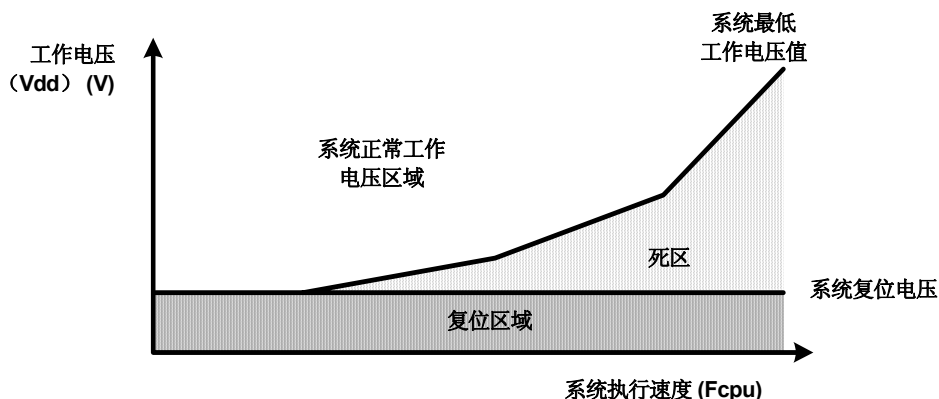 系统最低
工作电压值
工作电压
（Vdd） (V)
系统正常工作
电压区域
死区
系统复位电压
复位区域
系统执行速度 (Fcpu)